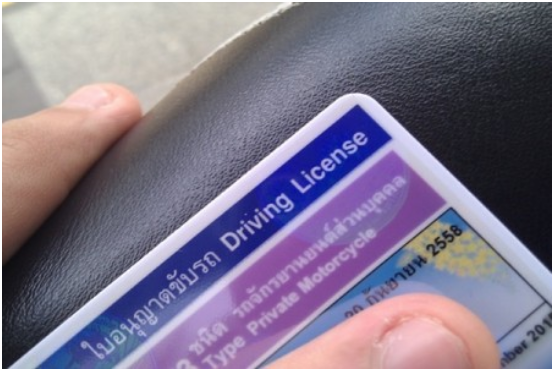 ใบอนุญาตขับรถ Driving License
ชนิด รถจักรยานยนต์ส่วนบุคคล
Type Private Motorcycle
20 กันยายน 2558